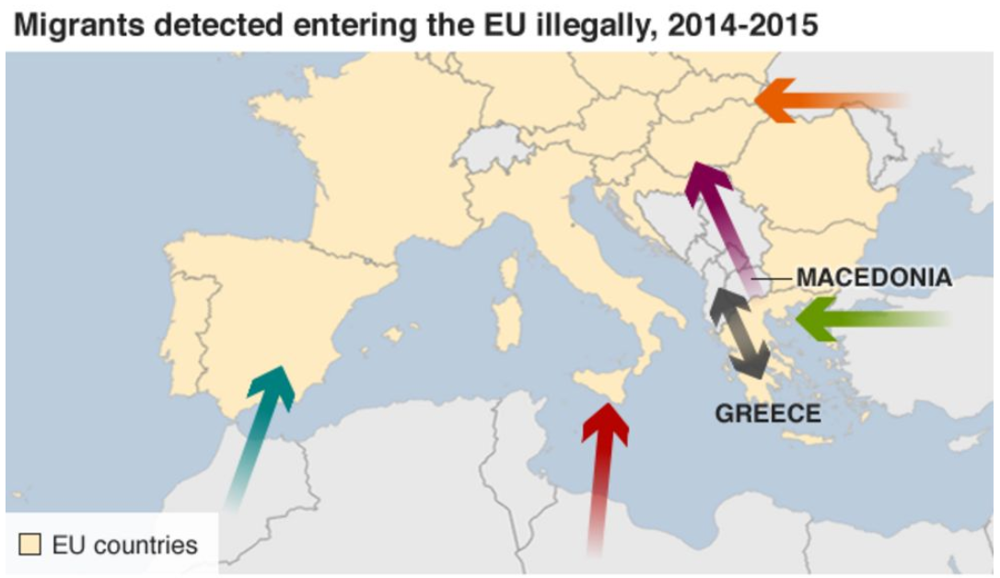 Migrants detected entering the EU illegally, 2014-2015
MACEDONIA
GREECE
EU countries